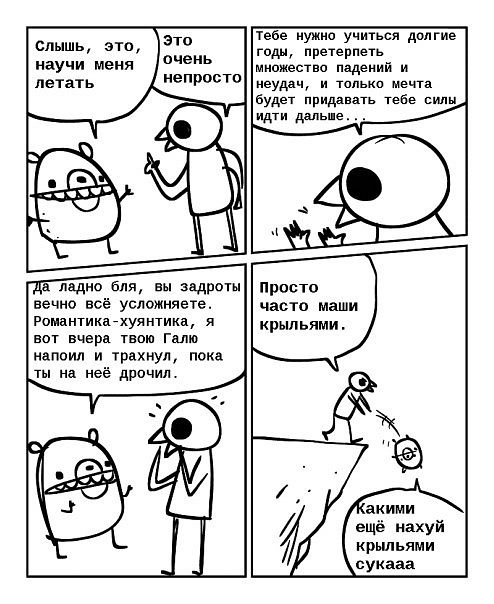 Слышь, это,
научи меня
летать
Это
очень
непросто
Тебе нужно учиться долгие
годы, претерпеть
множество падений и
неудач, и только мечта
будет придавать тебе силы
идти дальше...
Да ладно бля, вы задроты
вечно всё усложняете.
Романтика-хуянтика, я
вот вчера твою Галю
напоил и трахнул, пока
ты на неё дрочил.
Просто
часто маши
крыльями.
Какими
ещё нахуй
крыльями
сукааа